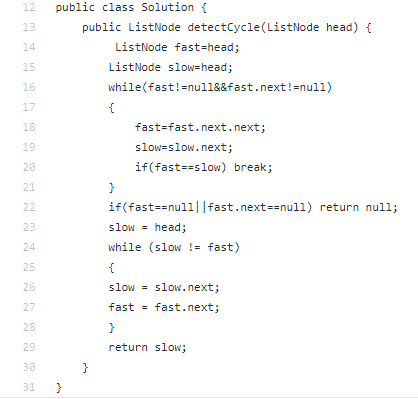 12 public class Solution {
13     public ListNode detectCycle(ListNode head) {
14          ListNode fast=head;
15         ListNode slow=head;
16         while(fast!=null&&fast.next!=null)
17         {
18             fast=fast.next.next;
19             slow=slow.next;
20             if(fast==slow) break;
21         }
22         if(fast==null||fast.next==null) return null;
23         slow = head;
24         while (slow != fast)
25         {
26         slow = slow.next;
27         fast = fast.next;
28         }
29         return slow;
30     }
31 }